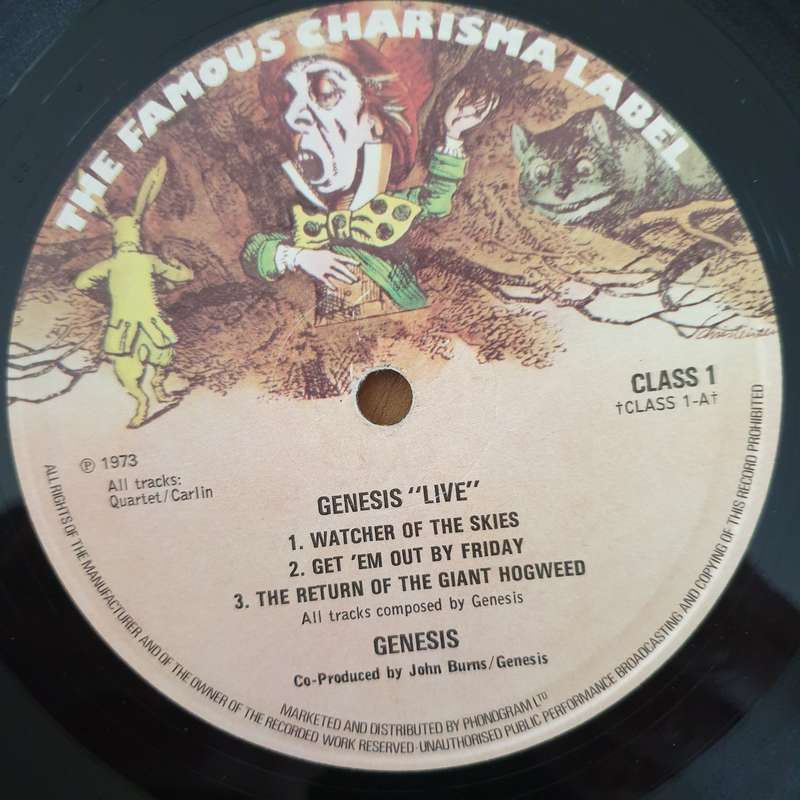 THE FAMOUS CHARISMA LABEL
CLASS 1
†CLASS 1-A†
℗ 1973
All tracks:
Quartet/Carlin
GENESIS "LIVE"
1. WATCHER OF THE SKIES
2. GET 'EM OUT BY FRIDAY
3. THE RETURN OF THE GIANT HOGWEED
All tracks composed by Genesis
GENESIS
Co-Produced by John Burns/Genesis
MARKETED AND DISTRIBUTED BY PHONOGRAM LTD
ALL RIGHTS OF THE MANUFACTURER AND OF THE OWNER OF THE RECORDED WORK RESERVED·UNAUTHORISED PUBLIC PERFORMANCE BROADCASTING AND COPYING OF THIS RECORD PROHIBITED